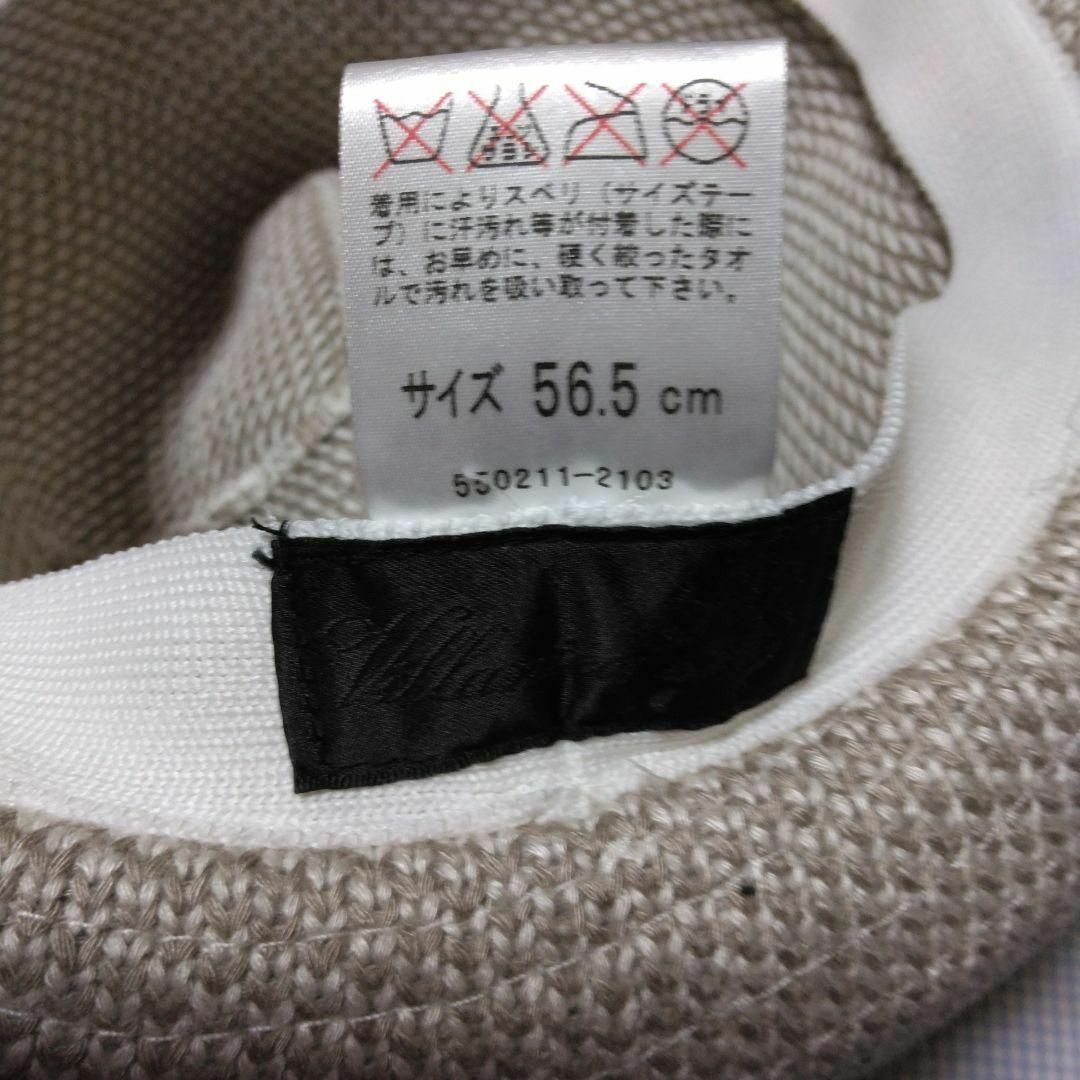 着用によりスベリ（サイズテー
プ）に汗汚れ等が付着した際に
は、お早めに、硬く絞ったタオ
ルで汚れを吸い取って下さい。
サイズ 56.5 cm
550211-2103